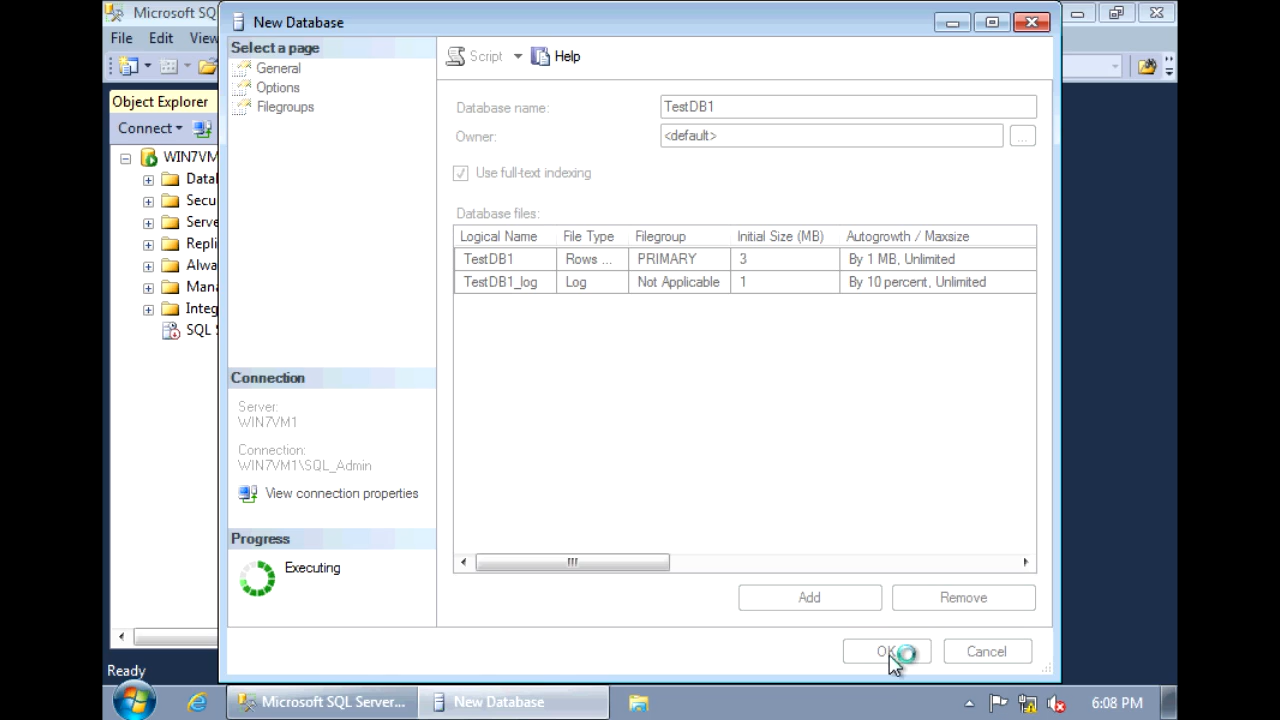 Microsoft SQ
New Database
File Edit View
Select a page
General
Options
Filegroups
Script Help
Object Explorer
Connect
WIN7VM
Datal
Secu
Serve
Repli
Alwa
Mana
Integ
SQL S
Database name: TestDB1
Owner: <default>
...
Use full-text indexing
Database files:
Logical Name File Type Filegroup Initial Size (MB) Autogrowth / Maxsize
TestDB1 Rows ... PRIMARY 3 By 1 MB, Unlimited
TestDB1_log Log Not Applicable 1 By 10 percent, Unlimited
Connection
Server:
WIN7VM1
Connection:
WIN7VM1\SQL_Admin
View connection properties
Progress
Executing
Add Remove
OK Cancel
Ready
Microsoft SQL Server... New Database 6:08 PM